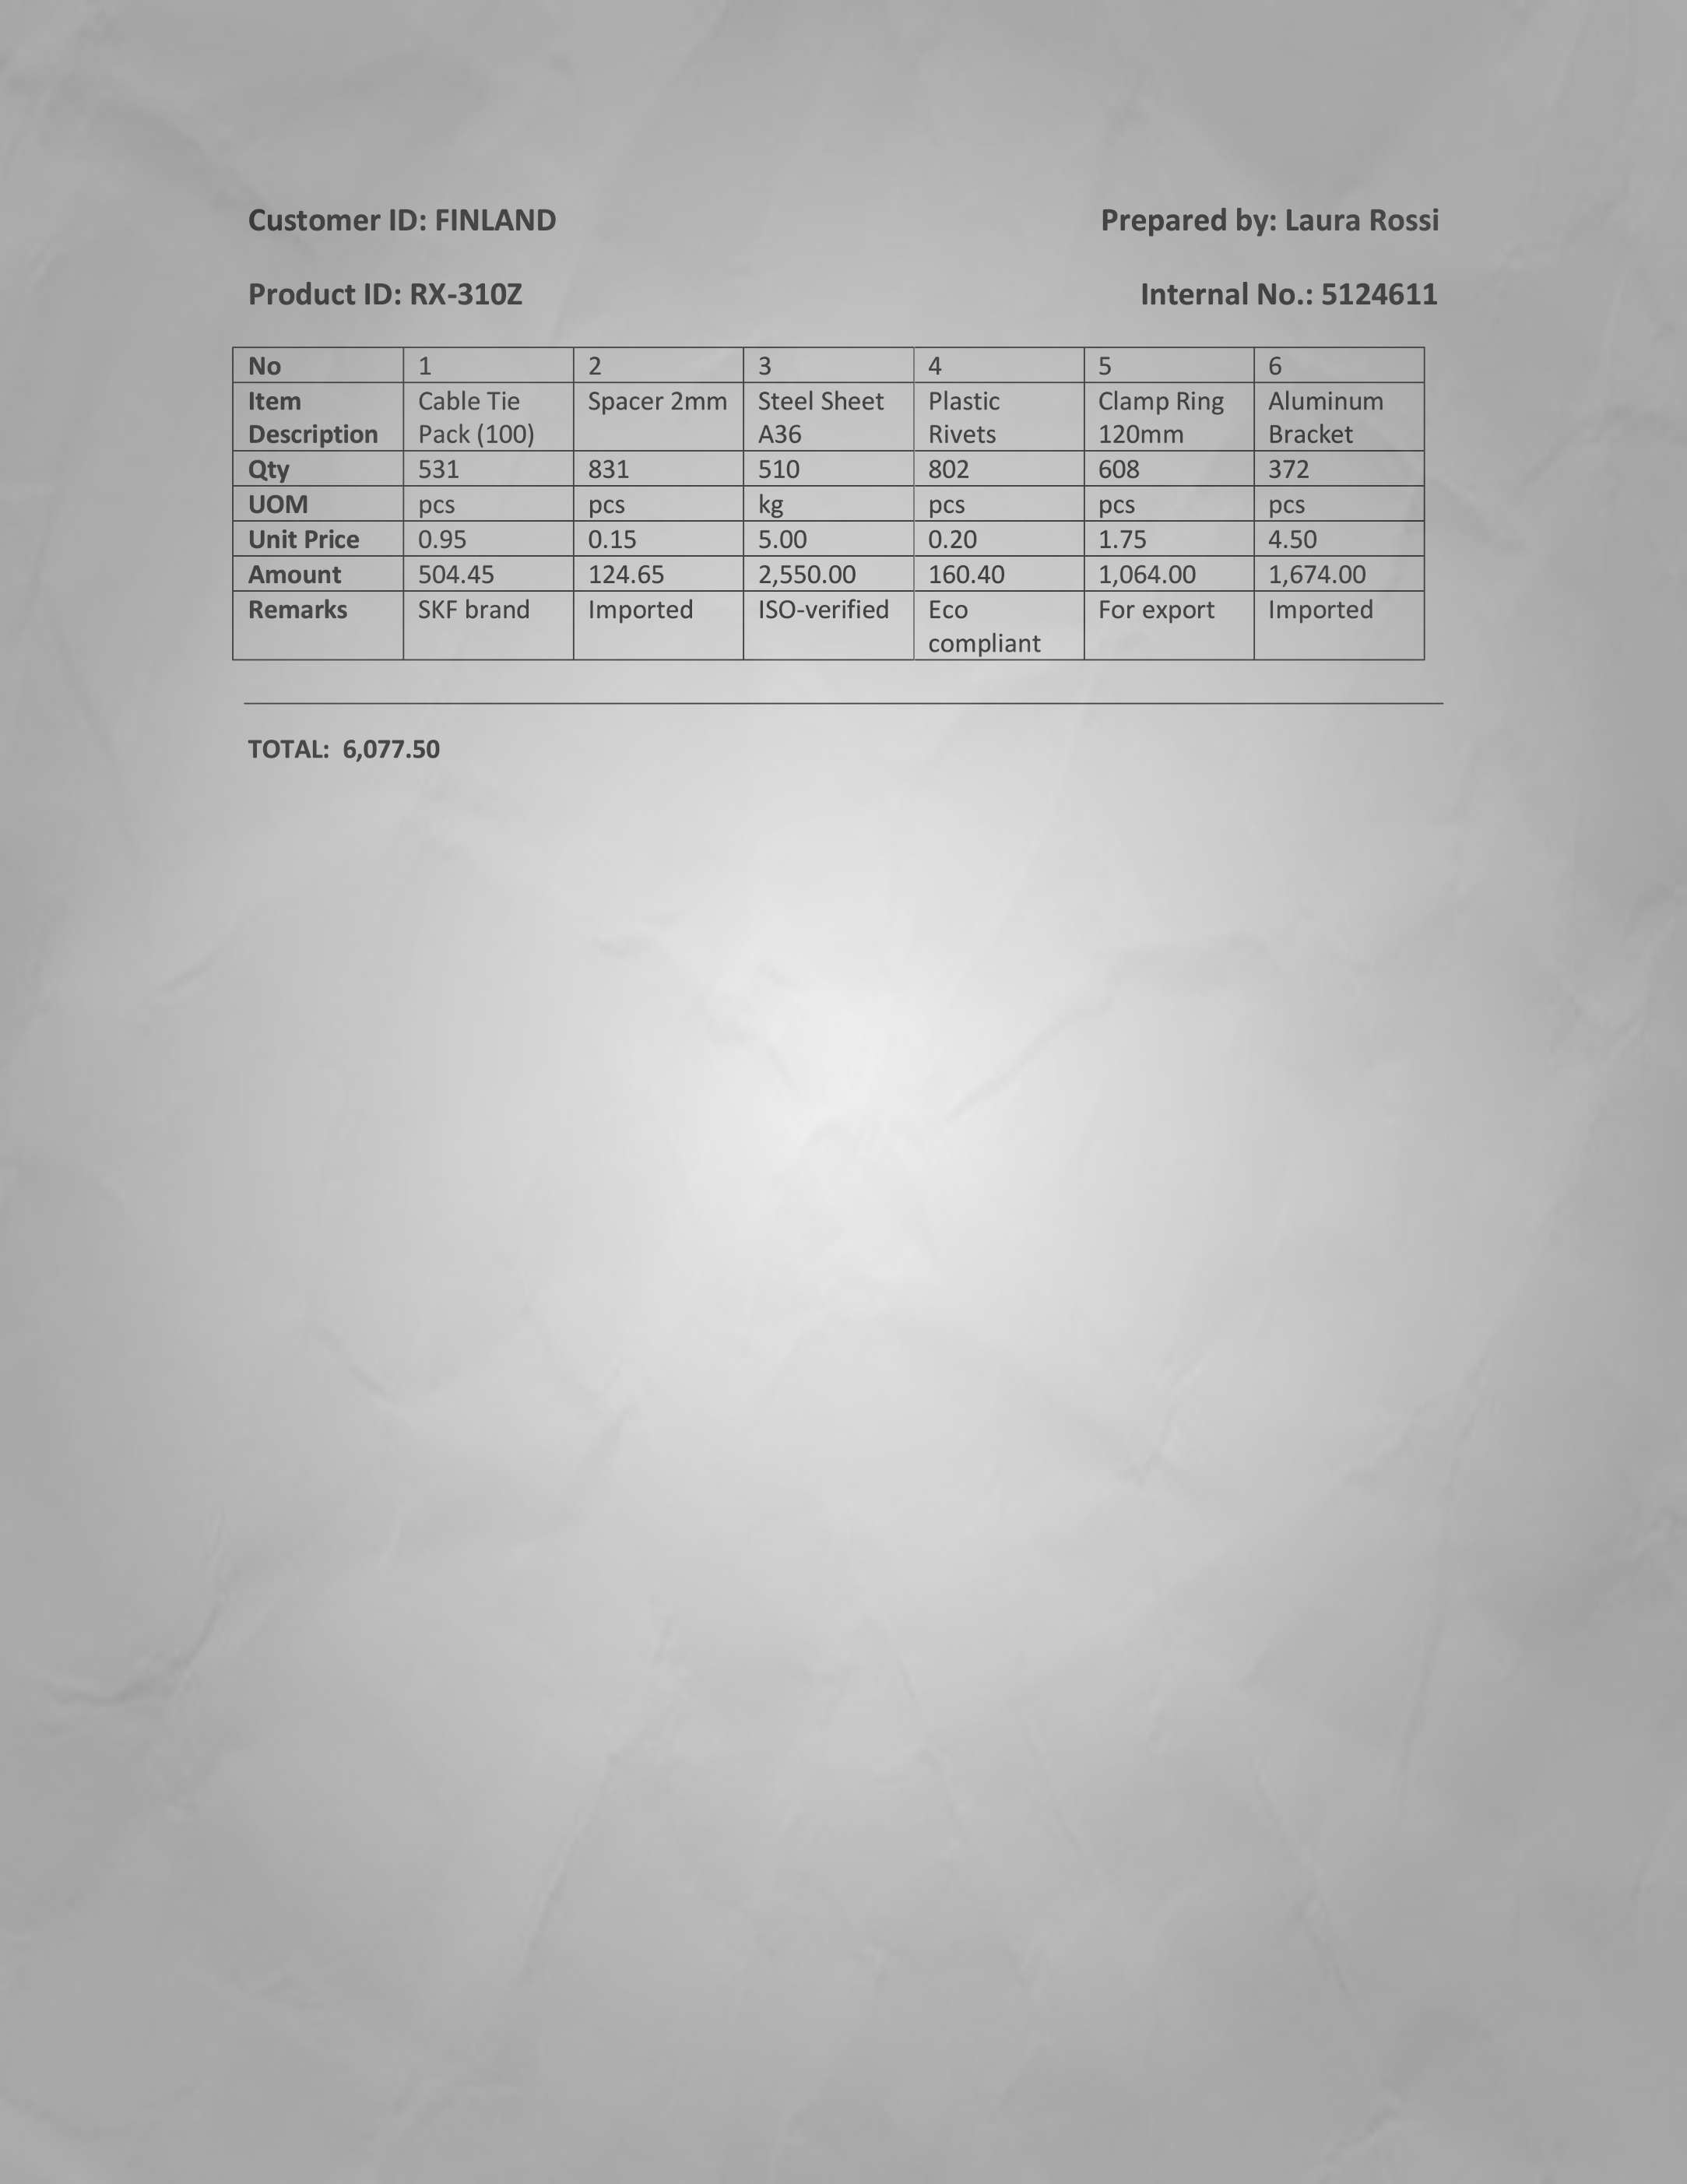 Customer ID: FINLAND Prepared by: Laura Rossi
Product ID: RX-310Z Internal No.: 5124611
No 1 2 3 4 5 6
Item Cable Tie Spacer 2mm Steel Sheet Plastic Clamp Ring Aluminum
Description Pack (100) A36 Rivets 120mm Bracket
Qty 531 831 510 802 608 372
UOM pcs pcs kg pcs pcs pcs
Unit Price 0.95 0.15 5.00 0.20 1.75 4.50
Amount 504.45 124.65 2,550.00 160.40 1,064.00 1,674.00
Remarks SKF brand Imported ISO-verified Eco For export Imported
compliant
TOTAL: 6,077.50